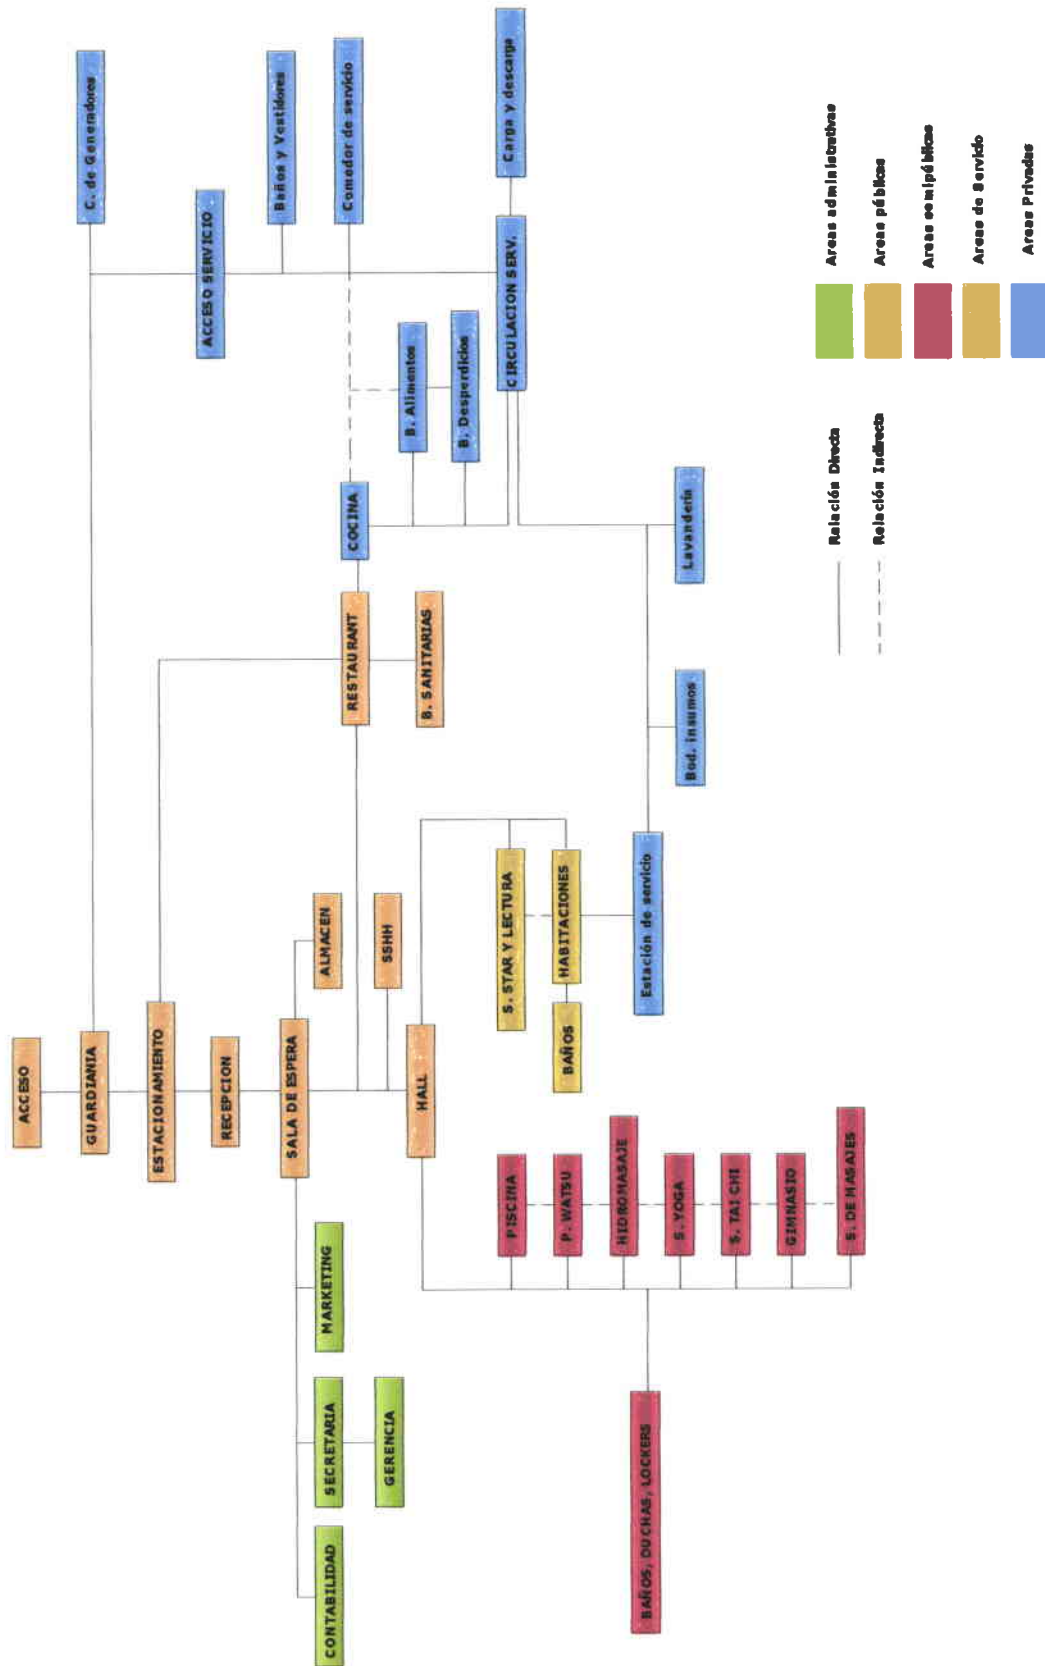 ACCESO
GUARDIANIA
C. de Generadores
ESTACIONAMIENTO
ACCESO SERVICIO
RECEPCION
Baños y Vestidores
SALA DE ESPERA
CONTABILIDAD
SECRETARIA
MARKETING
ALMACEN
RESTAURANT
COCINA
Comedor de servicio
GERENCIA
SSHH
HALL
B. SANITARIAS
B. Alimentos
B. Desperdicios
CIRCULACION SERV.
Carga y descarga
PISCINA
S. STAR Y LECTURA
P. WATSU
BAÑOS
HABITACIONES
HIDROMASAJE
BAÑOS, DUCHAS, LOCKERS
Estación de servicio
S. YOGA
Bod. insumos
Lavandería
S. TAI CHI
GIMNASIO
S. DE MASAJES
Relación Directa
Relación Indirecta
Areas administrativas
Areas públicas
Areas semipúblicas
Areas de Servicio
Areas Privadas